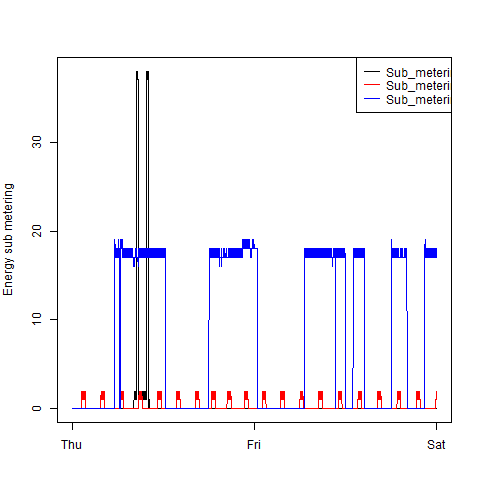 Sub_meteri
Sub_meteri
Sub_meteri
Energy sub metering
30
20
10
0
Thu
Fri
Sat